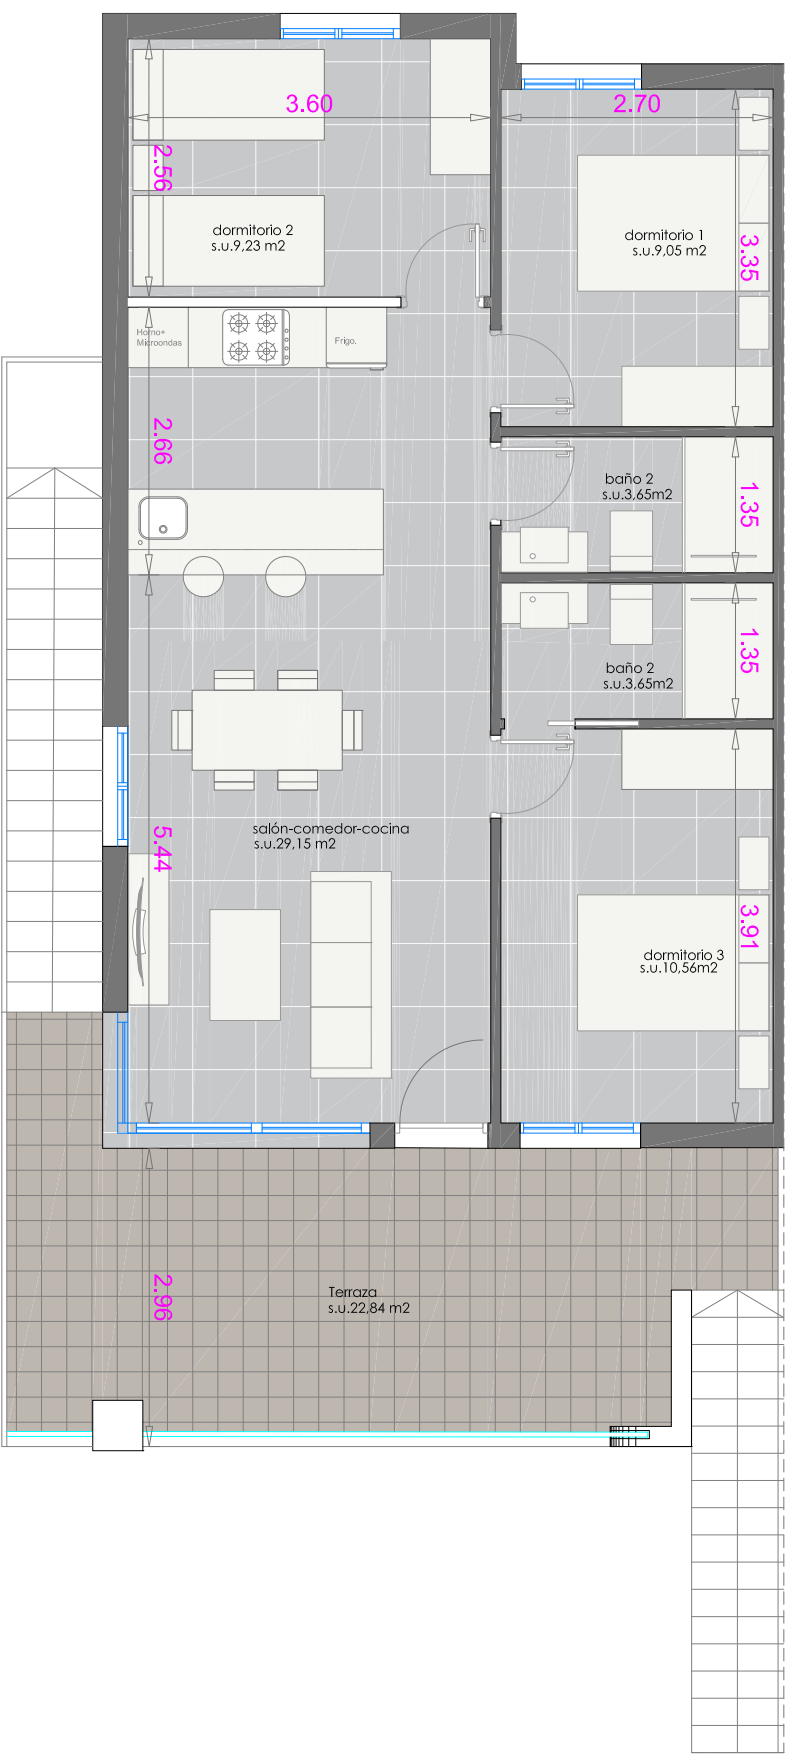 3.60
2.70
2.56
dormitorio 2
s.u.9,23 m2
dormitorio 1
s.u.9,05 m2
3.35
Horno+
Microondas
Frigo.
2.66
baño 2
s.u.3,65m2
1.35
baño 2
s.u.3,65m2
1.35
salón-comedor-cocina
s.u.29,15 m2
5.44
dormitorio 3
s.u.10,56m2
3.91
Terraza
s.u.22,84 m2
2.96